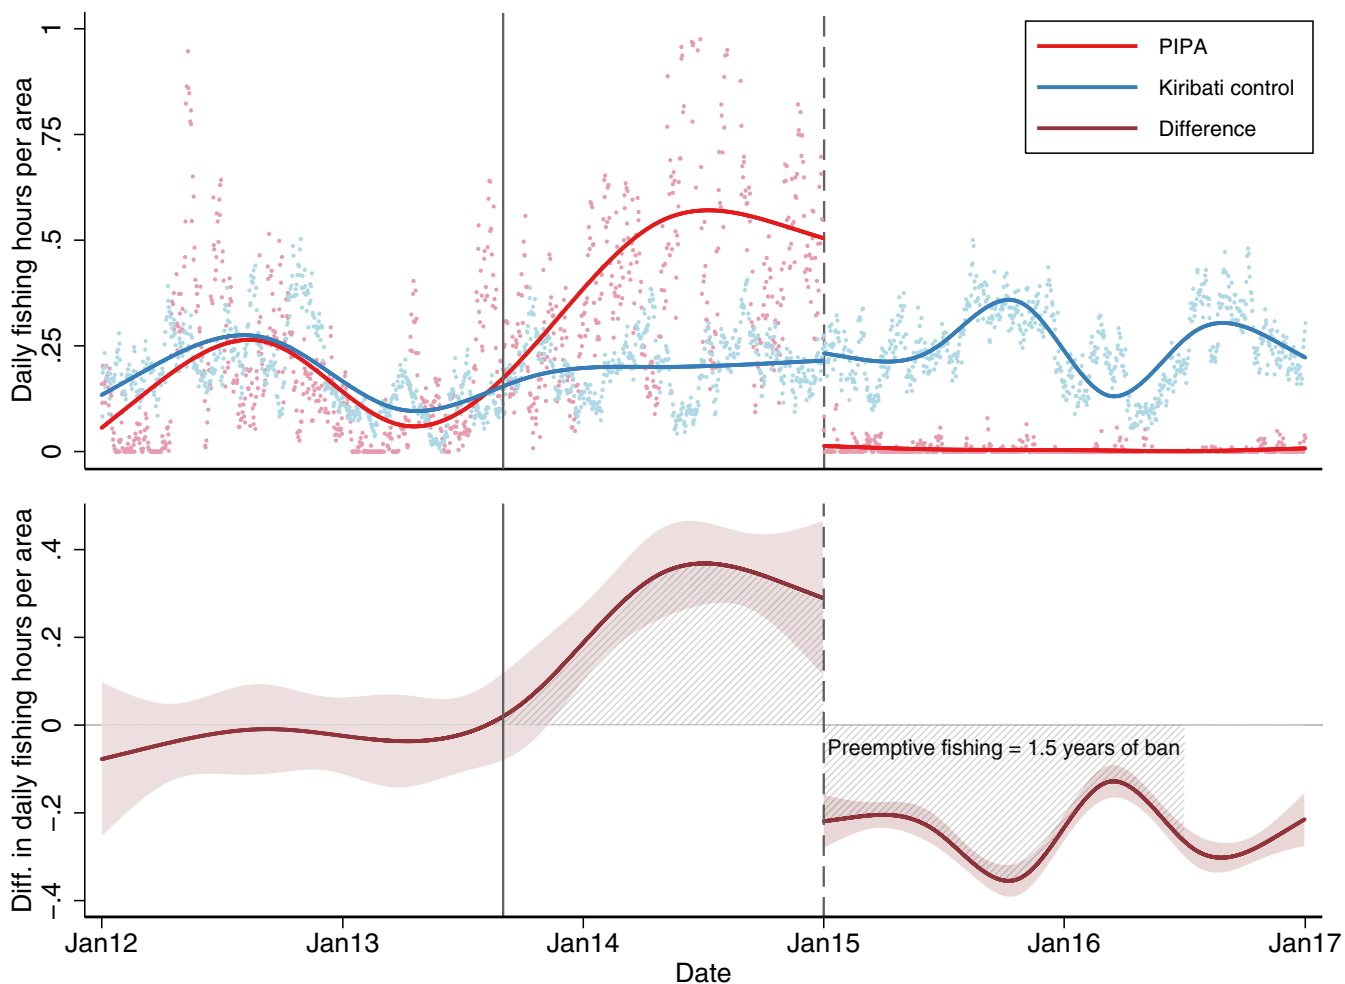 Daily fishing hours per area
1
.75
.5
.25
0
PIPA
Kiribati control
Difference
Diff. in daily fishing hours per area
.4
.2
0
−.2
−.4
Preemptive fishing = 1.5 years of ban
Jan12 Jan13 Jan14 Jan15 Jan16 Jan17
Date